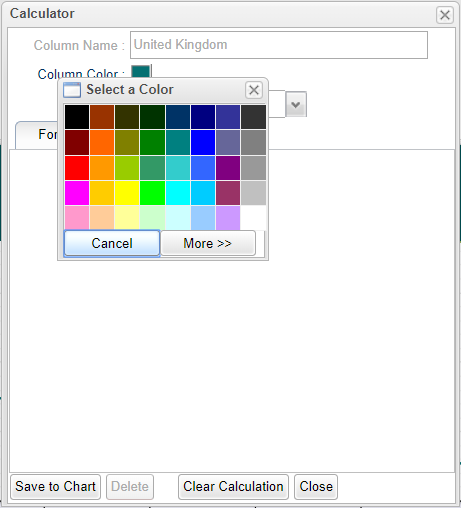 Calculator
Column Name : United Kingdom
Column Color :
Select a Color
For
Cancel More >>
Save to Chart Delete Clear Calculation Close